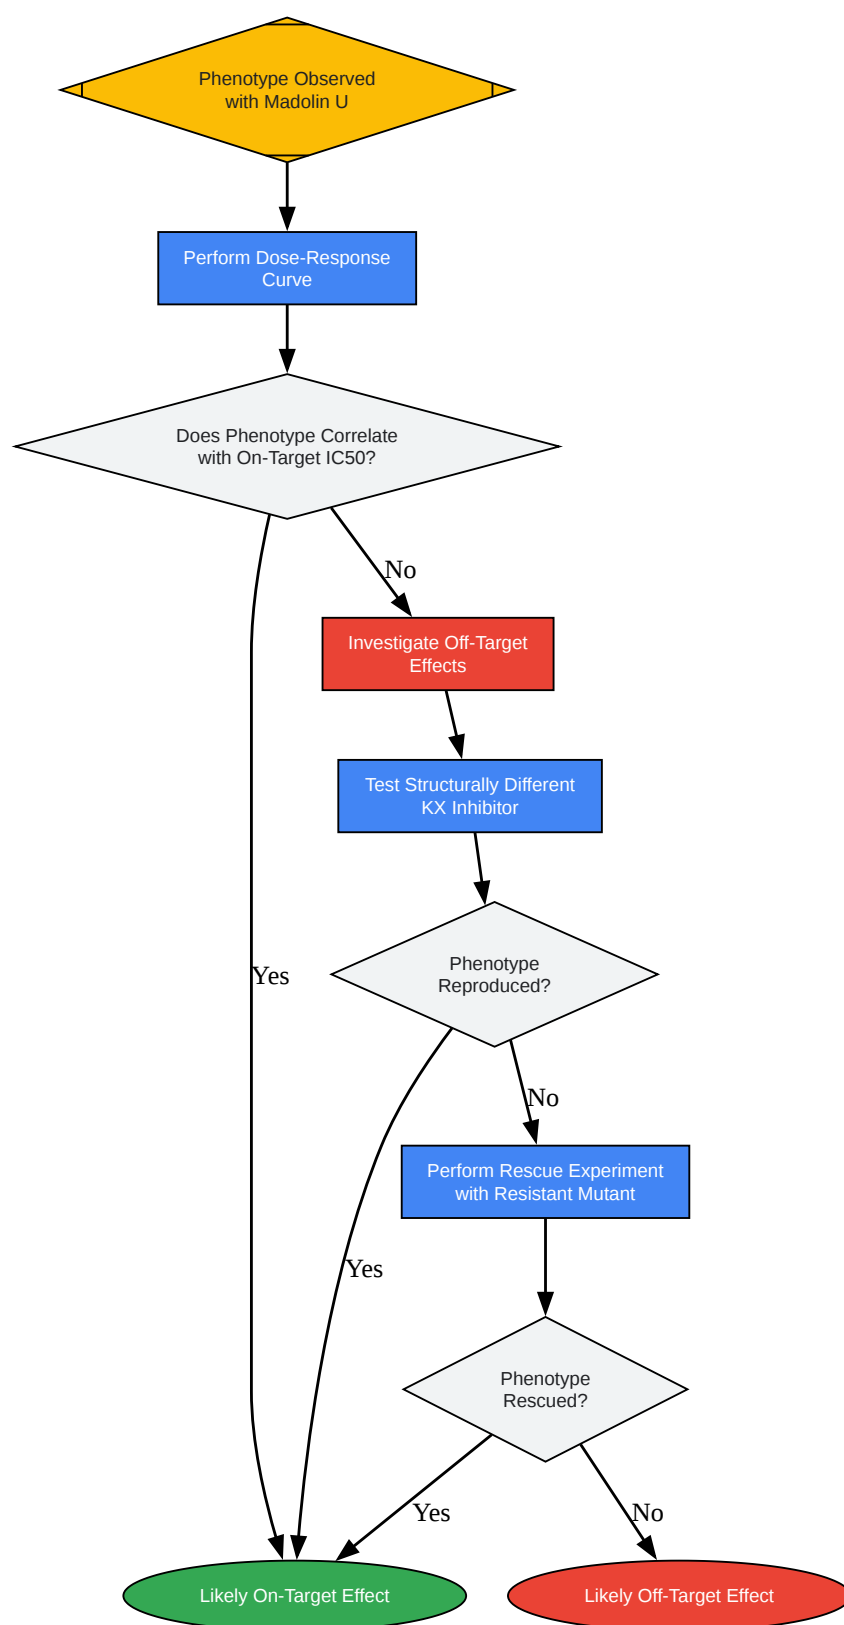 Phenotype Observed
with Madolin U
Perform Dose-Response
Curve
Does Phenotype Correlate
with On-Target IC50?
No
Investigate Off-Target
Effects
Test Structurally Different
KX Inhibitor
Phenotype
Reproduced?
Yes
No
Perform Rescue Experiment
with Resistant Mutant
Yes
Phenotype
Rescued?
Yes
No
Likely On-Target Effect
Likely Off-Target Effect